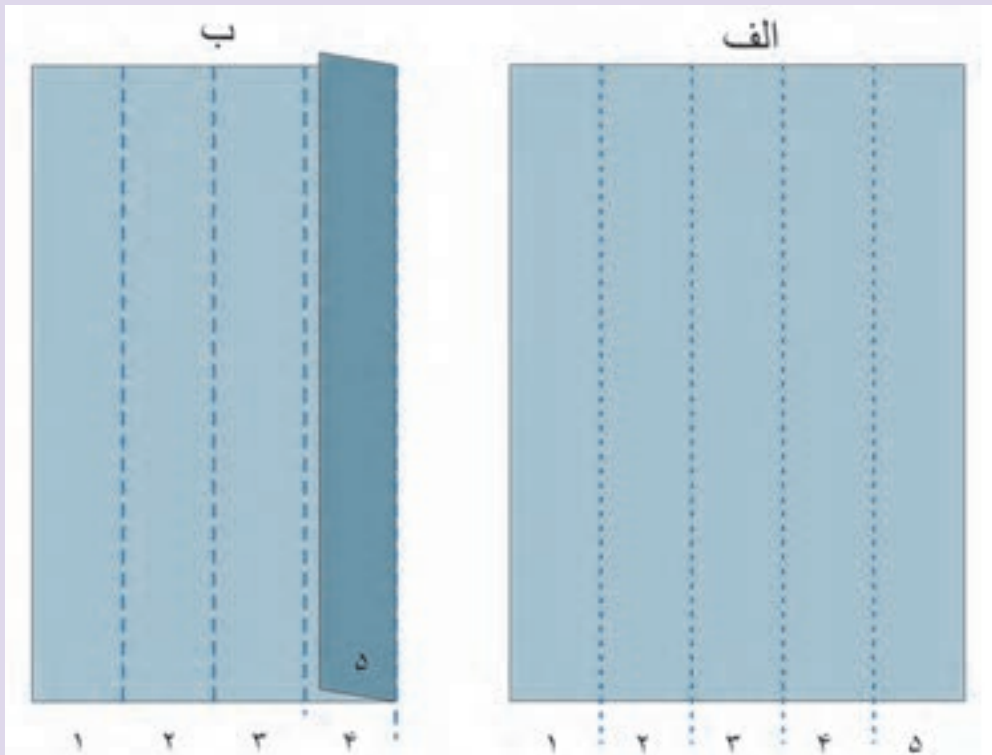 الف
۱ ۲ ۳ ۴ ۵
ب
۵
۱ ۲ ۳ ۴